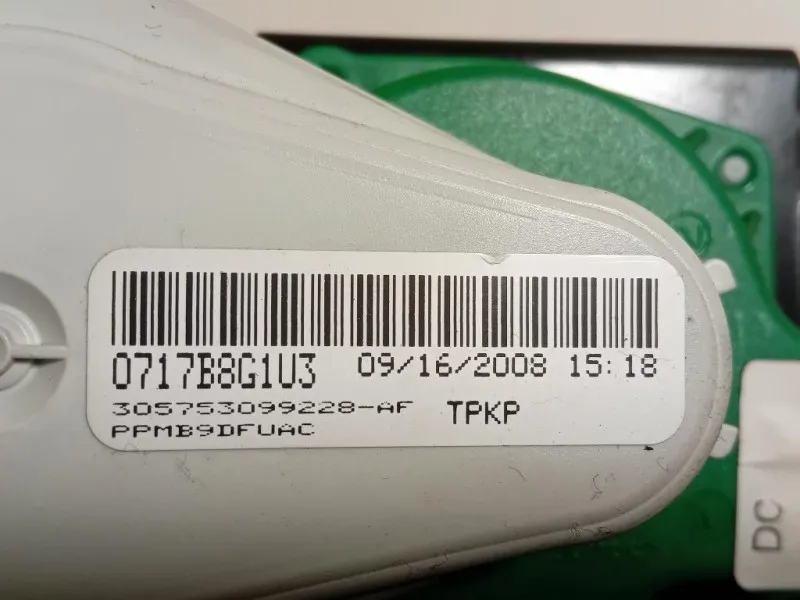 0717B8G1U3 09/16/2008 15:18
305753099228-AF TPKP
PPMB9DFUAC
DC